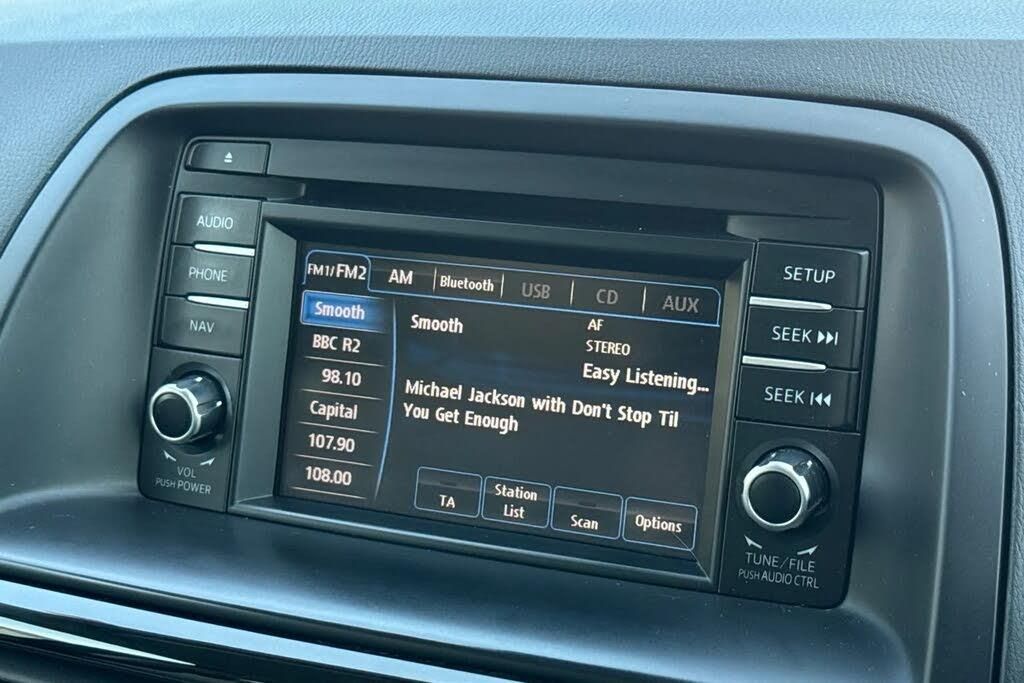 AUDIO
PHONE
NAV
VOL
PUSH POWER
FM1/FM2 AM Bluetooth USB CD AUX
Smooth
BBC R2
98.10
Capital
107.90
108.00
Smooth
AF
STEREO
Easy Listening...
Michael Jackson with Don't Stop Til
You Get Enough
TA
Station
List
Scan
Options
SETUP
SEEK
SEEK
TUNE/FILE
PUSH AUDIO CTRL